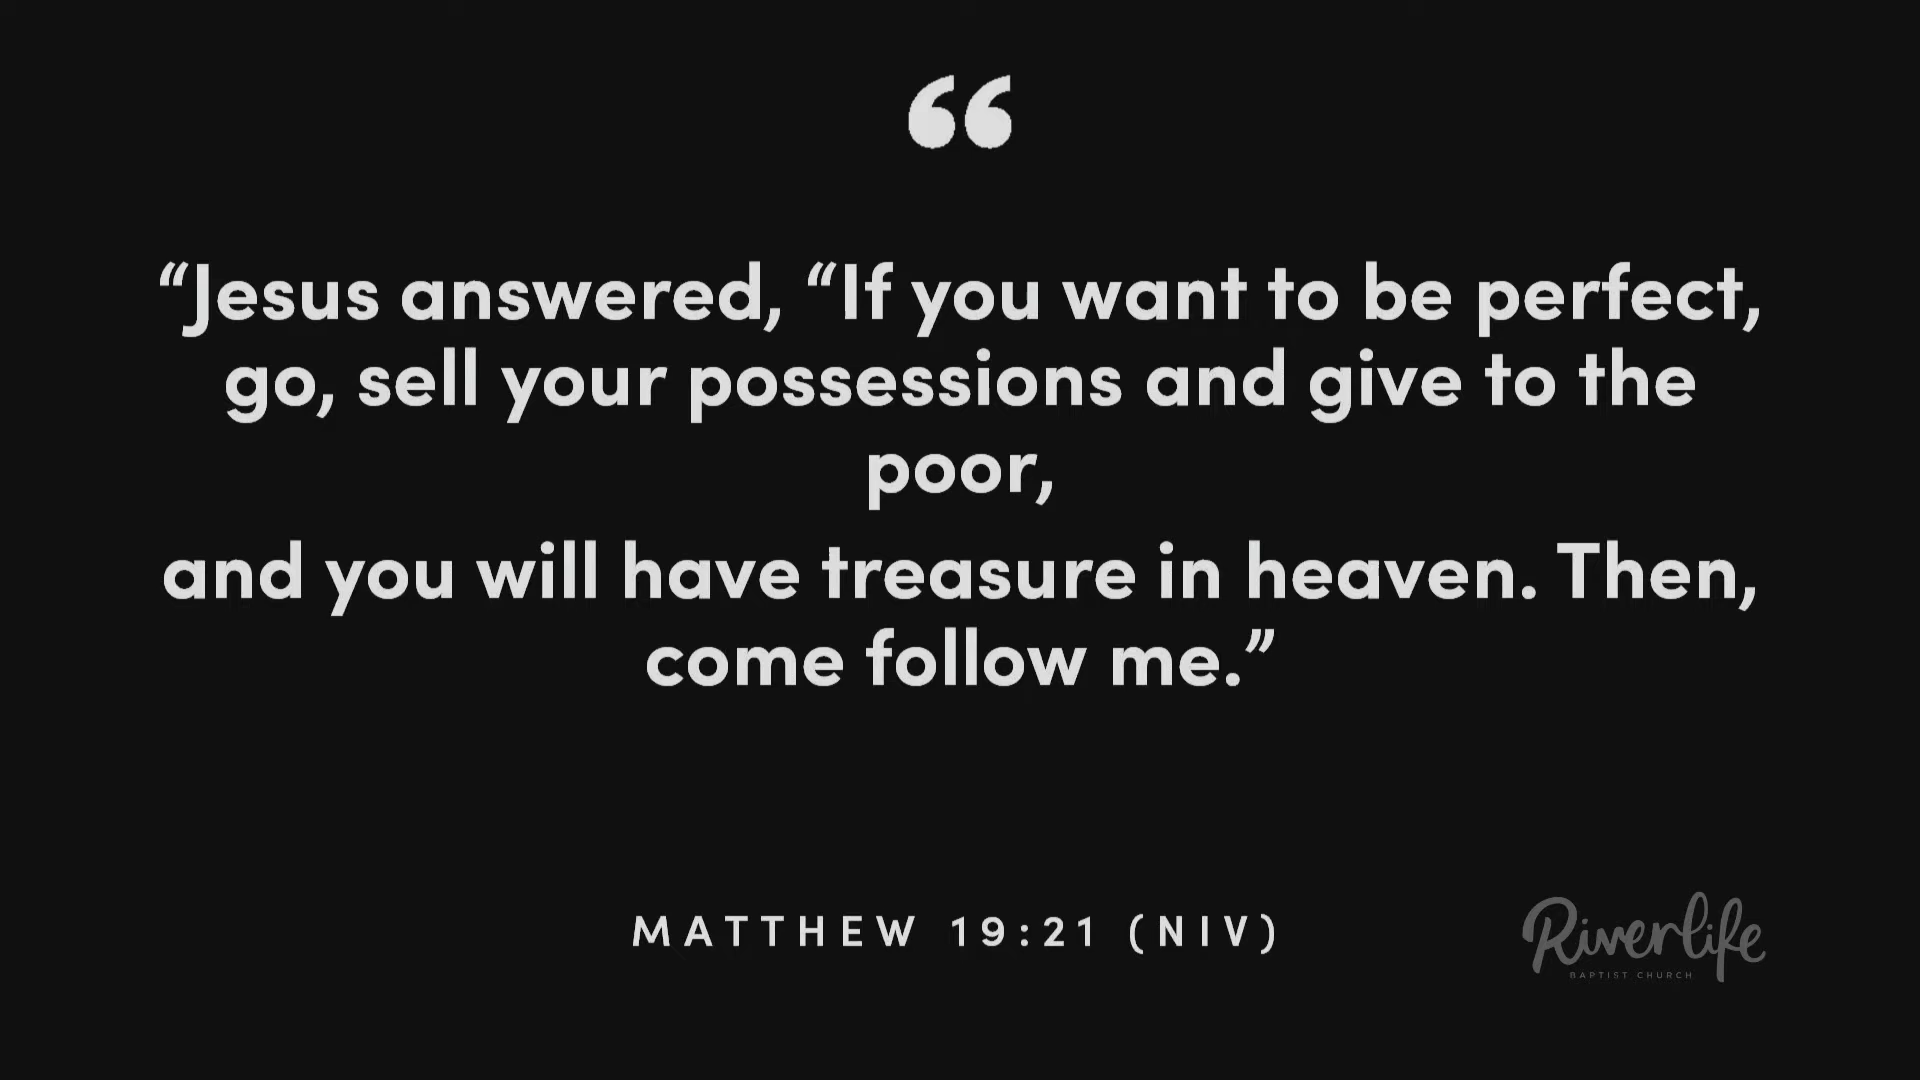 “
“Jesus answered, “If you want to be perfect,
go, sell your possessions and give to the
poor,
and you will have treasure in heaven. Then,
come follow me.”
MATTHEW 19:21 (NIV)
Riverlife
BAPTIST CHURCH